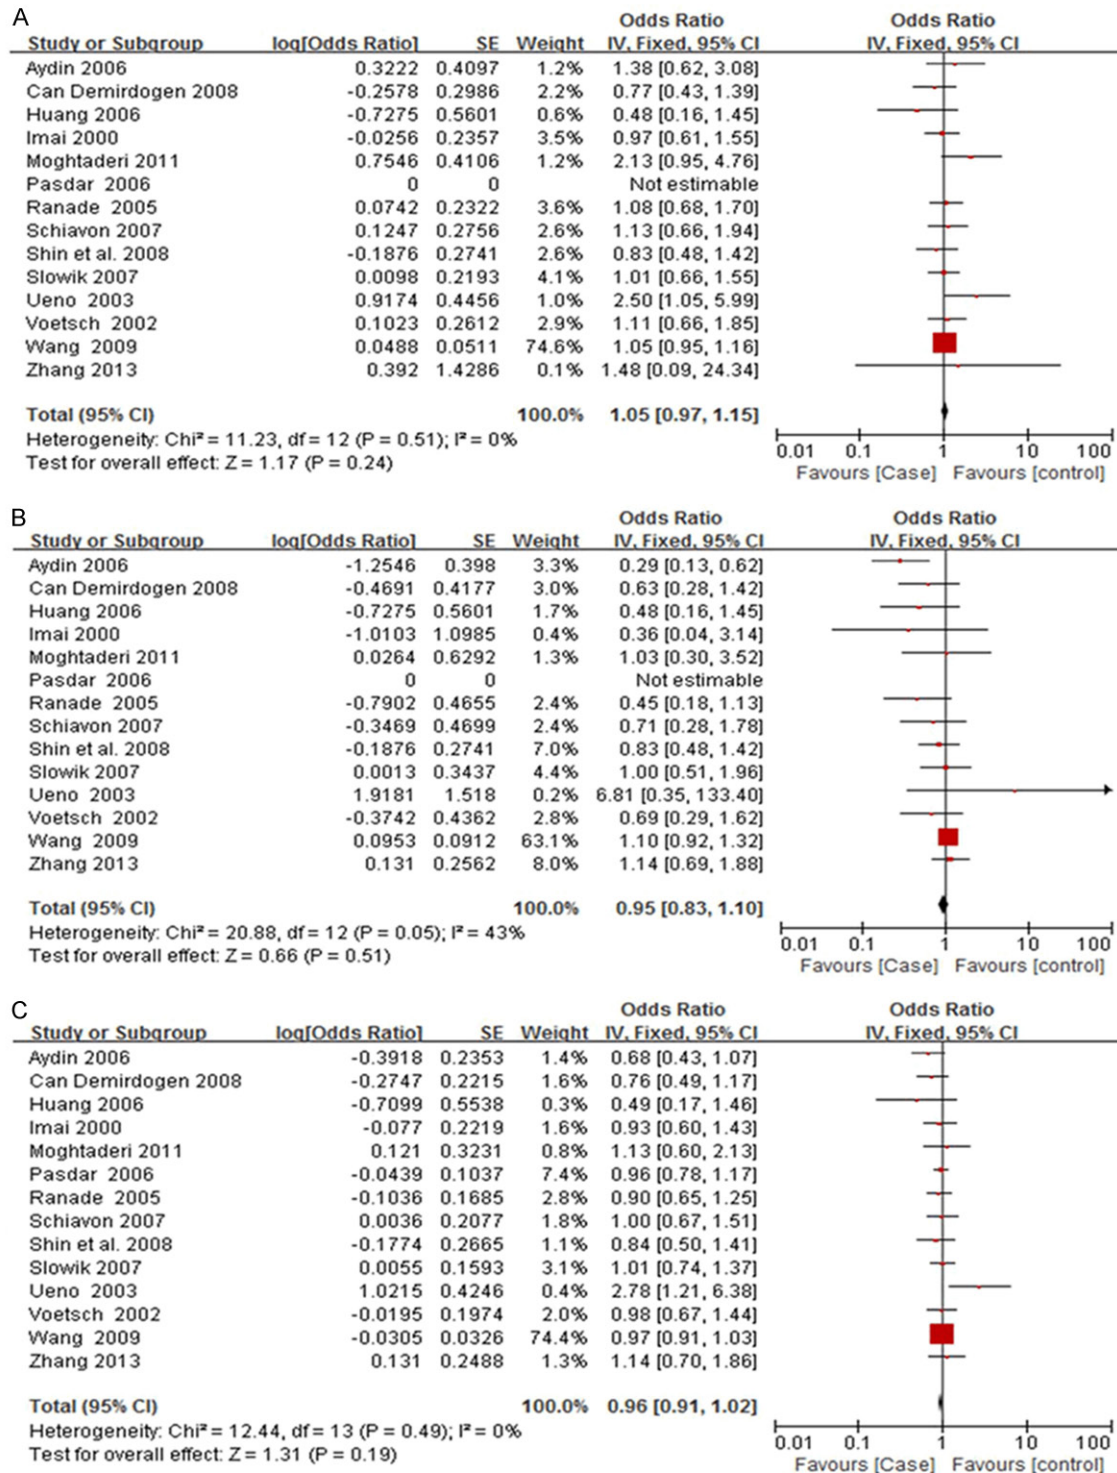 A
Odds Ratio Odds Ratio
Study or Subgroup log[Odds Ratio] SE Weight IV, Fixed, 95% CI IV, Fixed, 95% CI
Aydin 2006 0.3222 0.4097 1.2% 1.38 [0.62, 3.08]
Can Demirdogen 2008 -0.2578 0.2986 2.2% 0.77 [0.43, 1.39]
Huang 2006 -0.7275 0.5601 0.6% 0.48 [0.16, 1.45]
Imai 2000 -0.0256 0.2357 3.5% 0.97 [0.61, 1.55]
Moghtaderi 2011 0.7546 0.4106 1.2% 2.13 [0.95, 4.76]
Pasdar 2006 0 0 Not estimable
Ranade 2005 0.0742 0.2322 3.6% 1.08 [0.68, 1.70]
Schiavon 2007 0.1247 0.2756 2.6% 1.13 [0.66, 1.94]
Shin et al. 2008 -0.1876 0.2741 2.6% 0.83 [0.48, 1.42]
Slowik 2007 0.0098 0.2193 4.1% 1.01 [0.66, 1.55]
Ueno 2003 0.9174 0.4456 1.0% 2.50 [1.05, 5.99]
Voetsch 2002 0.1023 0.2612 2.9% 1.11 [0.66, 1.85]
Wang 2009 0.0488 0.0511 74.6% 1.05 [0.95, 1.16]
Zhang 2013 0.392 1.4286 0.1% 1.48 [0.09, 24.34]
Total (95% CI) 100.0% 1.05 [0.97, 1.15]
Heterogeneity: Chi² = 11.23, df = 12 (P = 0.51); I² = 0%
Test for overall effect: Z = 1.17 (P = 0.24)
0.01 0.1 1 10 100
Favours [Case] Favours [control]
B
Odds Ratio Odds Ratio
Study or Subgroup log[Odds Ratio] SE Weight IV, Fixed, 95% CI IV, Fixed, 95% CI
Aydin 2006 -1.2546 0.398 3.3% 0.29 [0.13, 0.62]
Can Demirdogen 2008 -0.4691 0.4177 3.0% 0.63 [0.28, 1.42]
Huang 2006 -0.7275 0.5601 1.7% 0.48 [0.16, 1.45]
Imai 2000 -1.0103 1.0985 0.4% 0.36 [0.04, 3.14]
Moghtaderi 2011 0.0264 0.6292 1.3% 1.03 [0.30, 3.52]
Pasdar 2006 0 0 Not estimable
Ranade 2005 -0.7902 0.4655 2.4% 0.45 [0.18, 1.13]
Schiavon 2007 -0.3469 0.4699 2.4% 0.71 [0.28, 1.78]
Shin et al. 2008 -0.1876 0.2741 7.0% 0.83 [0.48, 1.42]
Slowik 2007 0.0013 0.3437 4.4% 1.00 [0.51, 1.96]
Ueno 2003 1.9181 1.518 0.2% 6.81 [0.35, 133.40]
Voetsch 2002 -0.3742 0.4362 2.8% 0.69 [0.29, 1.62]
Wang 2009 0.0953 0.0912 63.1% 1.10 [0.92, 1.32]
Zhang 2013 0.131 0.2562 8.0% 1.14 [0.69, 1.88]
Total (95% CI) 100.0% 0.95 [0.83, 1.10]
Heterogeneity: Chi² = 20.88, df = 12 (P = 0.05); I² = 43%
Test for overall effect: Z = 0.66 (P = 0.51)
0.01 0.1 1 10 100
Favours [Case] Favours [control]
C
Odds Ratio Odds Ratio
Study or Subgroup log[Odds Ratio] SE Weight IV, Fixed, 95% CI IV, Fixed, 95% CI
Aydin 2006 -0.3918 0.2353 1.4% 0.68 [0.43, 1.07]
Can Demirdogen 2008 -0.2747 0.2215 1.6% 0.76 [0.49, 1.17]
Huang 2006 -0.7099 0.5538 0.3% 0.49 [0.17, 1.46]
Imai 2000 -0.077 0.2219 1.6% 0.93 [0.60, 1.43]
Moghtaderi 2011 0.121 0.3231 0.8% 1.13 [0.60, 2.13]
Pasdar 2006 -0.0439 0.1037 7.4% 0.96 [0.78, 1.17]
Ranade 2005 -0.1036 0.1685 2.8% 0.90 [0.65, 1.25]
Schiavon 2007 0.0036 0.2077 1.8% 1.00 [0.67, 1.51]
Shin et al. 2008 -0.1774 0.2665 1.1% 0.84 [0.50, 1.41]
Slowik 2007 0.0055 0.1593 3.1% 1.01 [0.74, 1.37]
Ueno 2003 1.0215 0.4246 0.4% 2.78 [1.21, 6.38]
Voetsch 2002 -0.0195 0.1974 2.0% 0.98 [0.67, 1.44]
Wang 2009 -0.0305 0.0326 74.4% 0.97 [0.91, 1.03]
Zhang 2013 0.131 0.2488 1.3% 1.14 [0.70, 1.86]
Total (95% CI) 100.0% 0.96 [0.91, 1.02]
Heterogeneity: Chi² = 12.44, df = 13 (P = 0.49); I² = 0%
Test for overall effect: Z = 1.31 (P = 0.19)
0.01 0.1 1 10 100
Favours [Case] Favours [control]